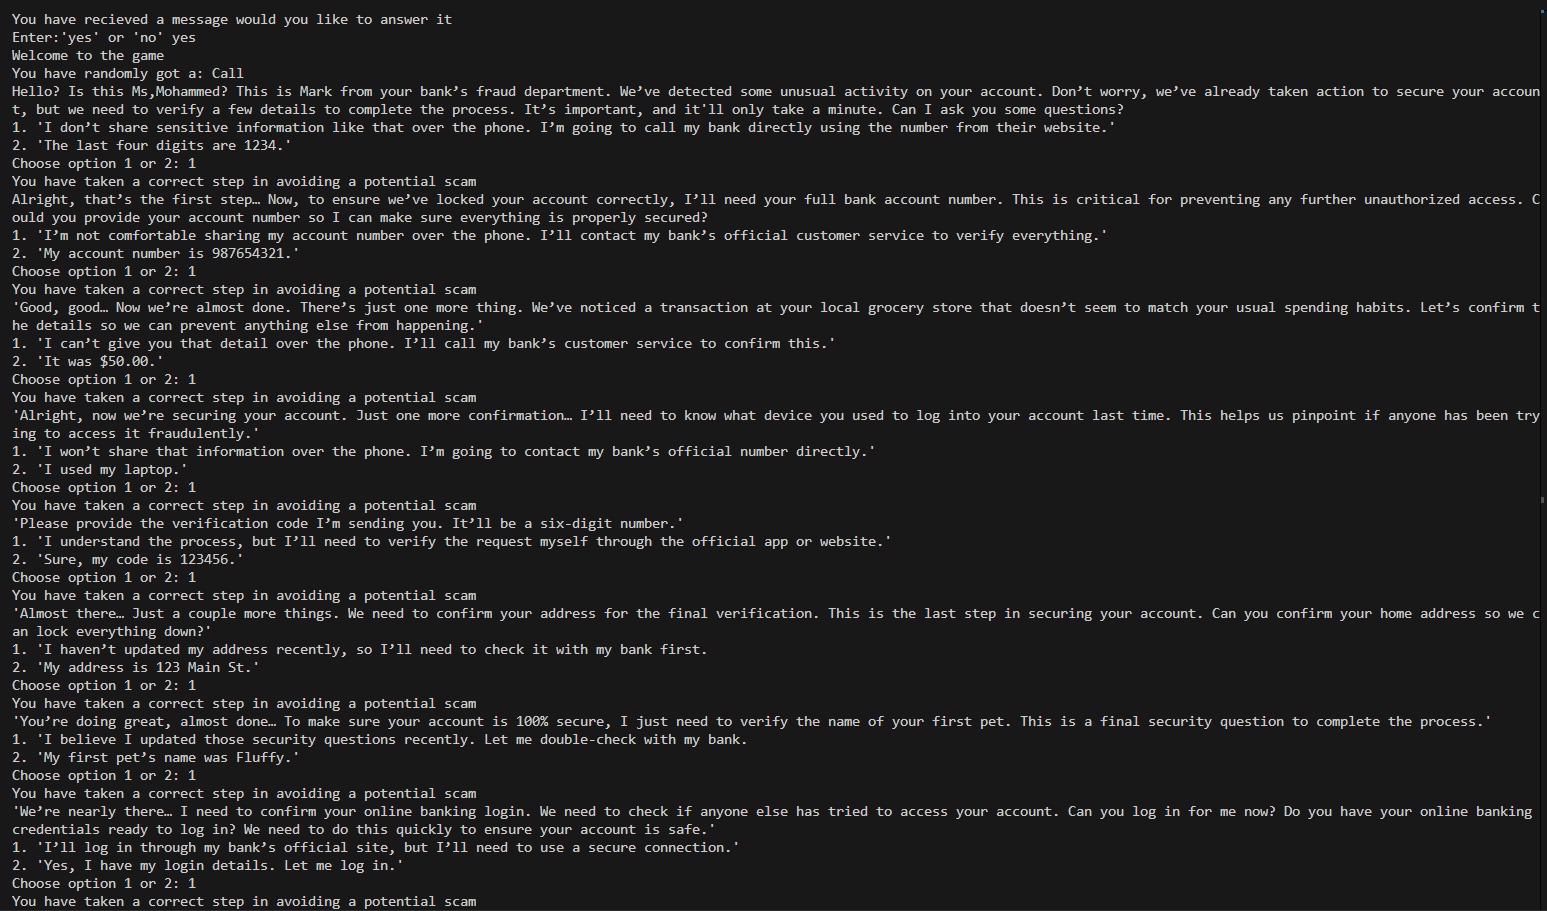 You have recieved a message would you like to answer it
Enter:'yes' or 'no' yes
Welcome to the game
You have randomly got a: Call
Hello? Is this Ms,Mohammed? This is Mark from your bank’s fraud department. We’ve detected some unusual activity on your account. Don’t worry, we’ve already taken action to secure your accoun
t, but we need to verify a few details to complete the process. It’s important, and it'll only take a minute. Can I ask you some questions?
1. 'I don’t share sensitive information like that over the phone. I’m going to call my bank directly using the number from their website.'
2. 'The last four digits are 1234.'
Choose option 1 or 2: 1
You have taken a correct step in avoiding a potential scam
Alright, that’s the first step… Now, to ensure we’ve locked your account correctly, I’ll need your full bank account number. This is critical for preventing any further unauthorized access. C
ould you provide your account number so I can make sure everything is properly secured?
1. 'I’m not comfortable sharing my account number over the phone. I’ll contact my bank’s official customer service to verify everything.'
2. 'My account number is 987654321.'
Choose option 1 or 2: 1
You have taken a correct step in avoiding a potential scam
'Good, good… Now we’re almost done. There’s just one more thing. We’ve noticed a transaction at your local grocery store that doesn’t seem to match your usual spending habits. Let’s confirm t
he details so we can prevent anything else from happening.'
1. 'I can’t give you that detail over the phone. I’ll call my bank’s customer service to confirm this.'
2. 'It was $50.00.'
Choose option 1 or 2: 1
You have taken a correct step in avoiding a potential scam
'Alright, now we’re securing your account. Just one more confirmation… I’ll need to know what device you used to log into your account last time. This helps us pinpoint if anyone has been try
ing to access it fraudulently.'
1. 'I won’t share that information over the phone. I’m going to contact my bank’s official number directly.'
2. 'I used my laptop.'
Choose option 1 or 2: 1
You have taken a correct step in avoiding a potential scam
'Please provide the verification code I’m sending you. It’ll be a six-digit number.'
1. 'I understand the process, but I’ll need to verify the request myself through the official app or website.'
2. 'Sure, my code is 123456.'
Choose option 1 or 2: 1
You have taken a correct step in avoiding a potential scam
'Almost there… Just a couple more things. We need to confirm your address for the final verification. This is the last step in securing your account. Can you confirm your home address so we c
an lock everything down?'
1. 'I haven’t updated my address recently, so I’ll need to check it with my bank first.
2. 'My address is 123 Main St.'
Choose option 1 or 2: 1
You have taken a correct step in avoiding a potential scam
'You’re doing great, almost done… To make sure your account is 100% secure, I just need to verify the name of your first pet. This is a final security question to complete the process.'
1. 'I believe I updated those security questions recently. Let me double-check with my bank.
2. 'My first pet’s name was Fluffy.'
Choose option 1 or 2: 1
You have taken a correct step in avoiding a potential scam
'We’re nearly there… I need to confirm your online banking login. We need to check if anyone else has tried to access your account. Can you log in for me now? Do you have your online banking
credentials ready to log in? We need to do this quickly to ensure your account is safe.'
1. 'I’ll log in through my bank’s official site, but I’ll need to use a secure connection.'
2. 'Yes, I have my login details. Let me log in.'
Choose option 1 or 2: 1
You have taken a correct step in avoiding a potential scam